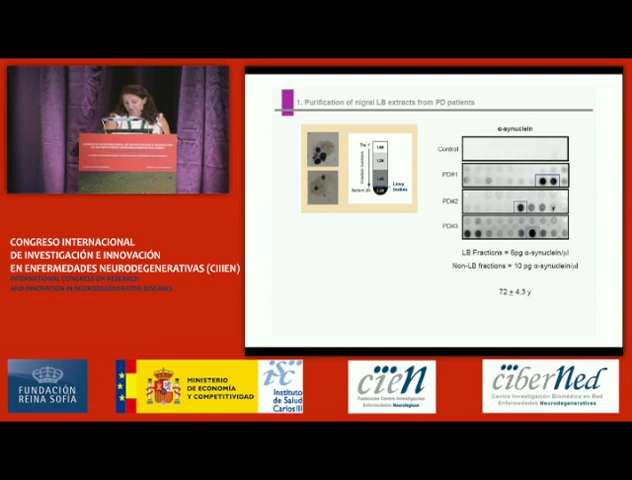 1. Purification of nigral LB extracts from PD patients
α-synuclein
Control
PD#1
PD#2
PD#3
Lewy
bodies
LB Fractions = 6pg α-synuclein/µl
Non-LB fractions = 10 pg α-synuclein/µl
72 ± 4.3 y
CONGRESO INTERNACIONAL
DE INVESTIGACIÓN E INNOVACIÓN
EN ENFERMEDADES NEURODEGENERATIVAS (CIIIEN)
INTERNATIONAL CONGRESS ON RESEARCH
AND INNOVATION IN NEURODEGENERATIVE DISEASES
FUNDACIÓN
REINA SOFÍA
MINISTERIO
DE ECONOMÍA
Y COMPETITIVIDAD
isc
Instituto
de Salud
Carlos III
cien
Fundación Centro Investigación
Enfermedades Neurológicas
ciberNed
Centro Investigación Biomédica en Red
Enfermedades Neurodegenerativas